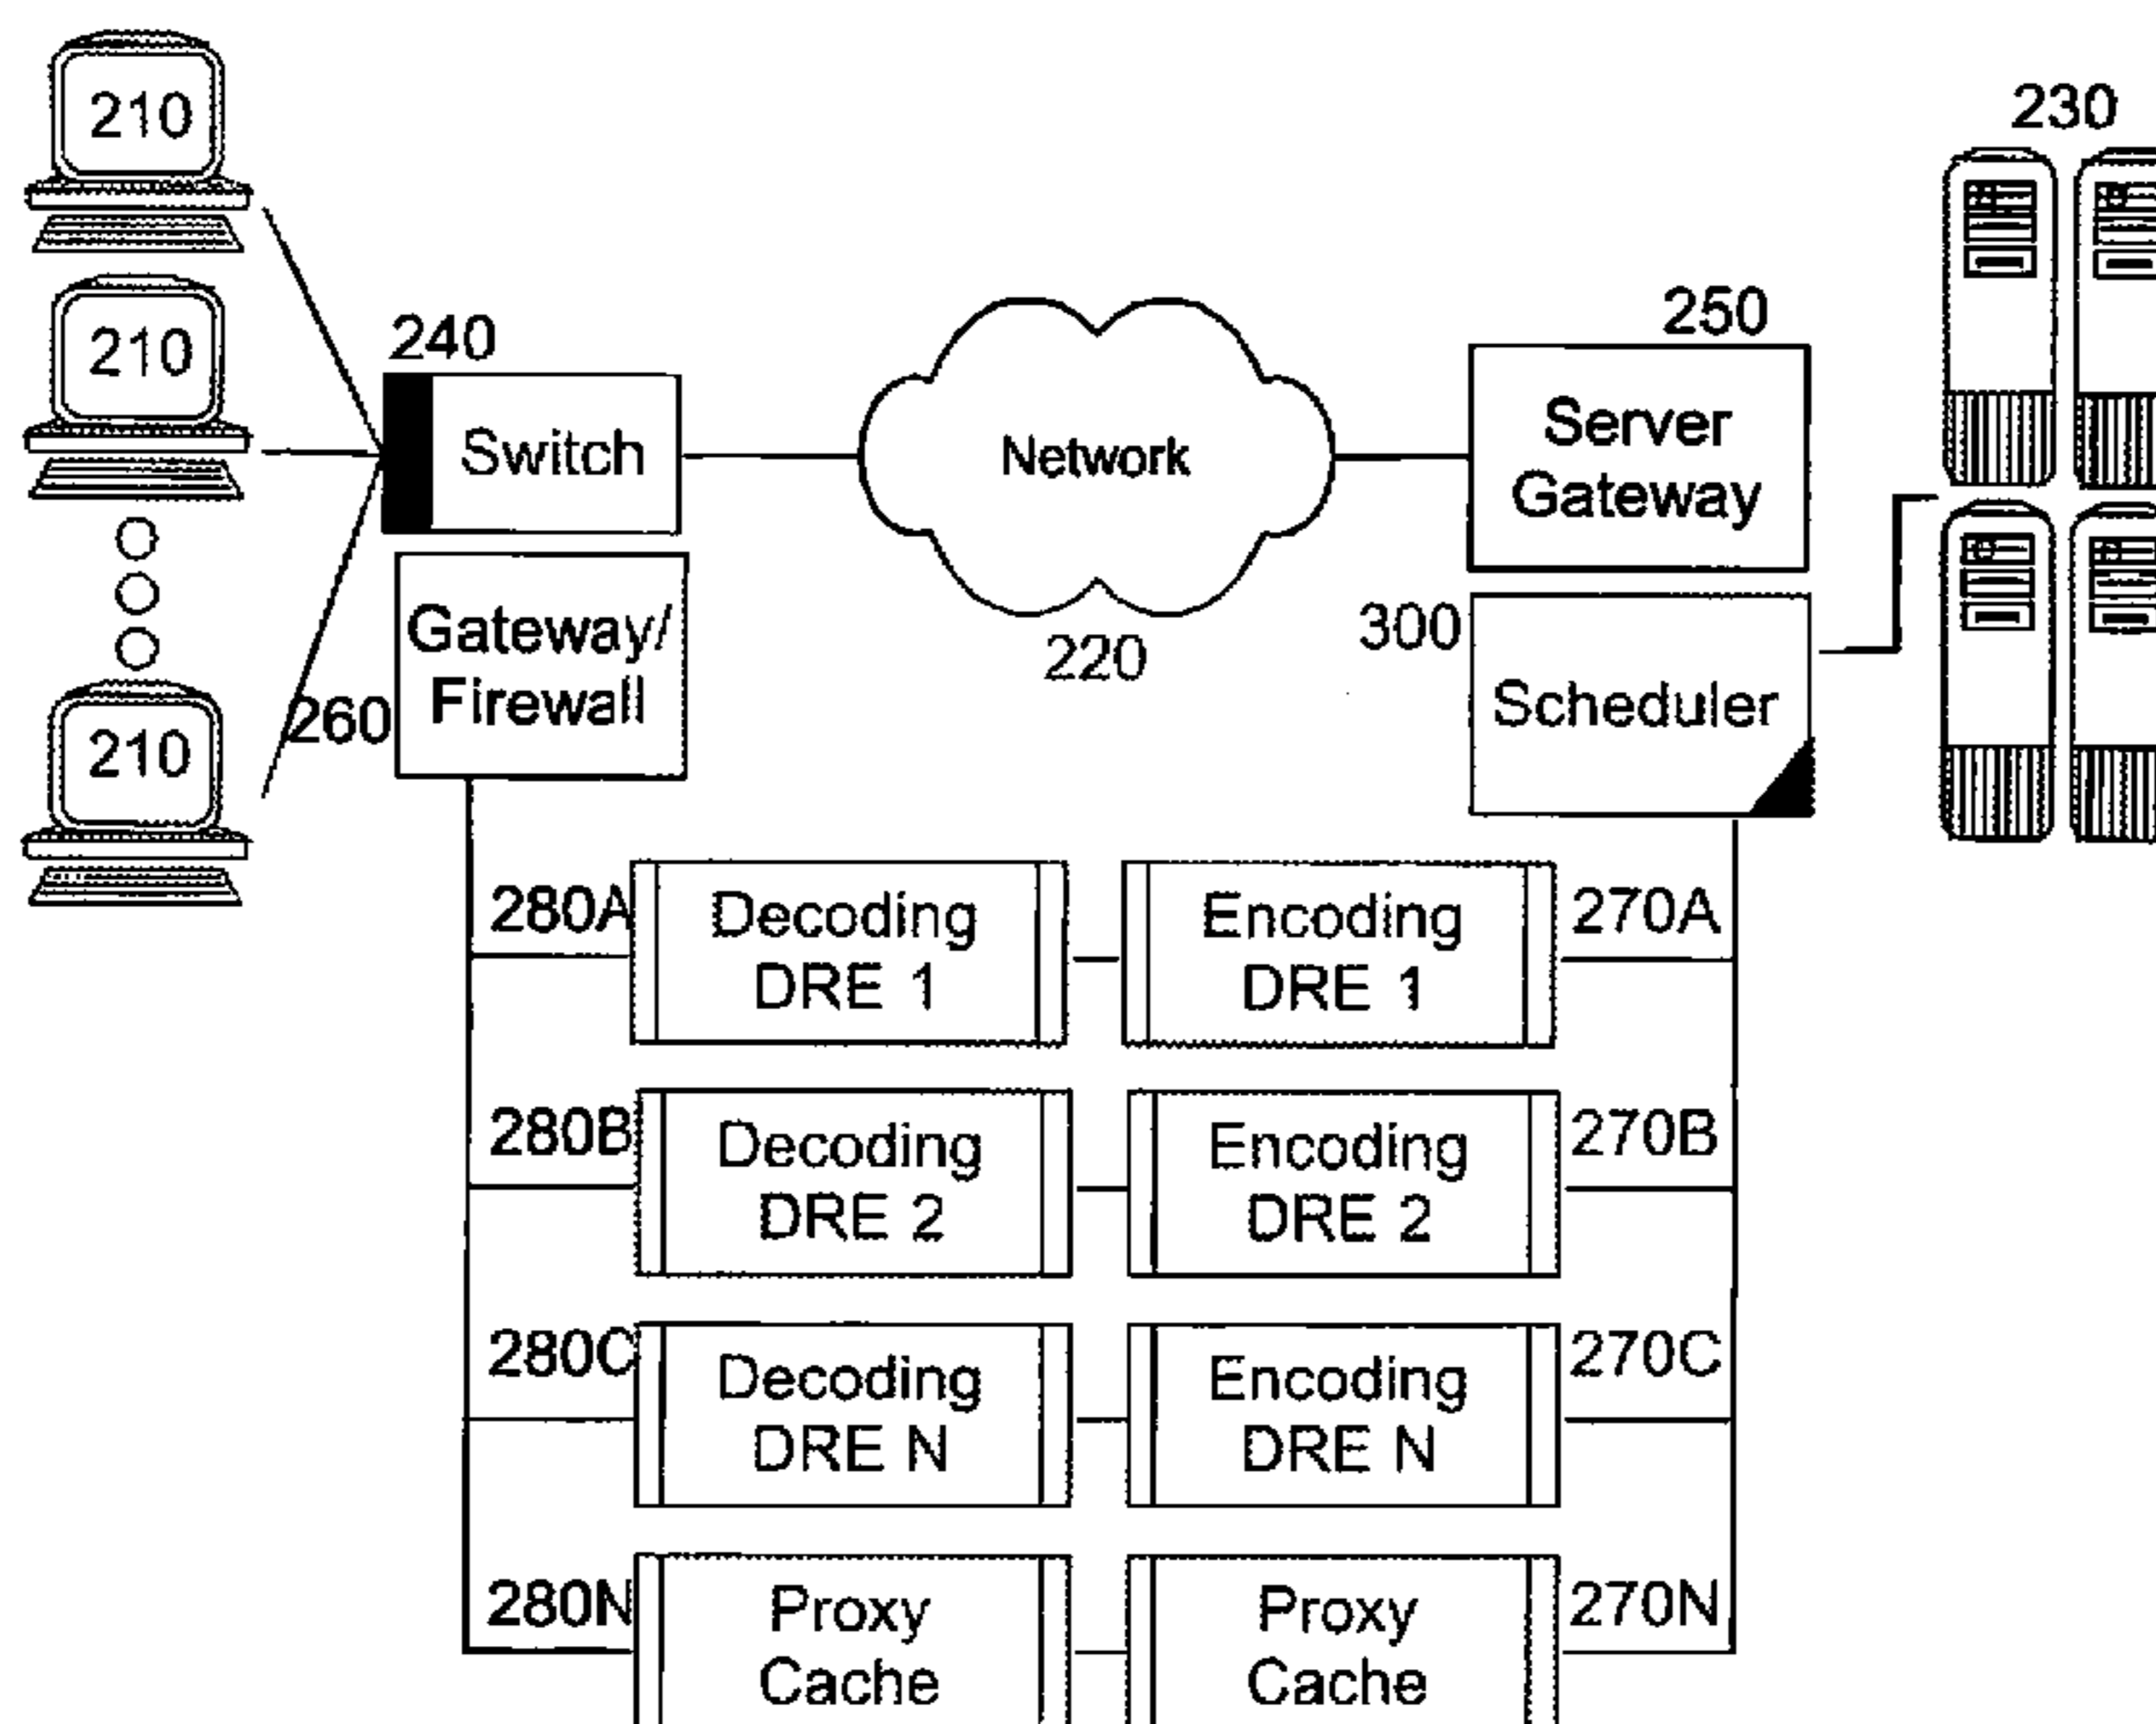 210
230
210
240
250
Switch
Network
Server
Gateway
Gateway/
Firewall
260
220
300
Scheduler
210
280A
Decoding
DRE 1
Encoding
DRE 1
270A
280B
Decoding
DRE 2
Encoding
DRE 2
270B
280C
Decoding
DRE N
Encoding
DRE N
270C
280N
Proxy
Cache
Proxy
Cache
270N